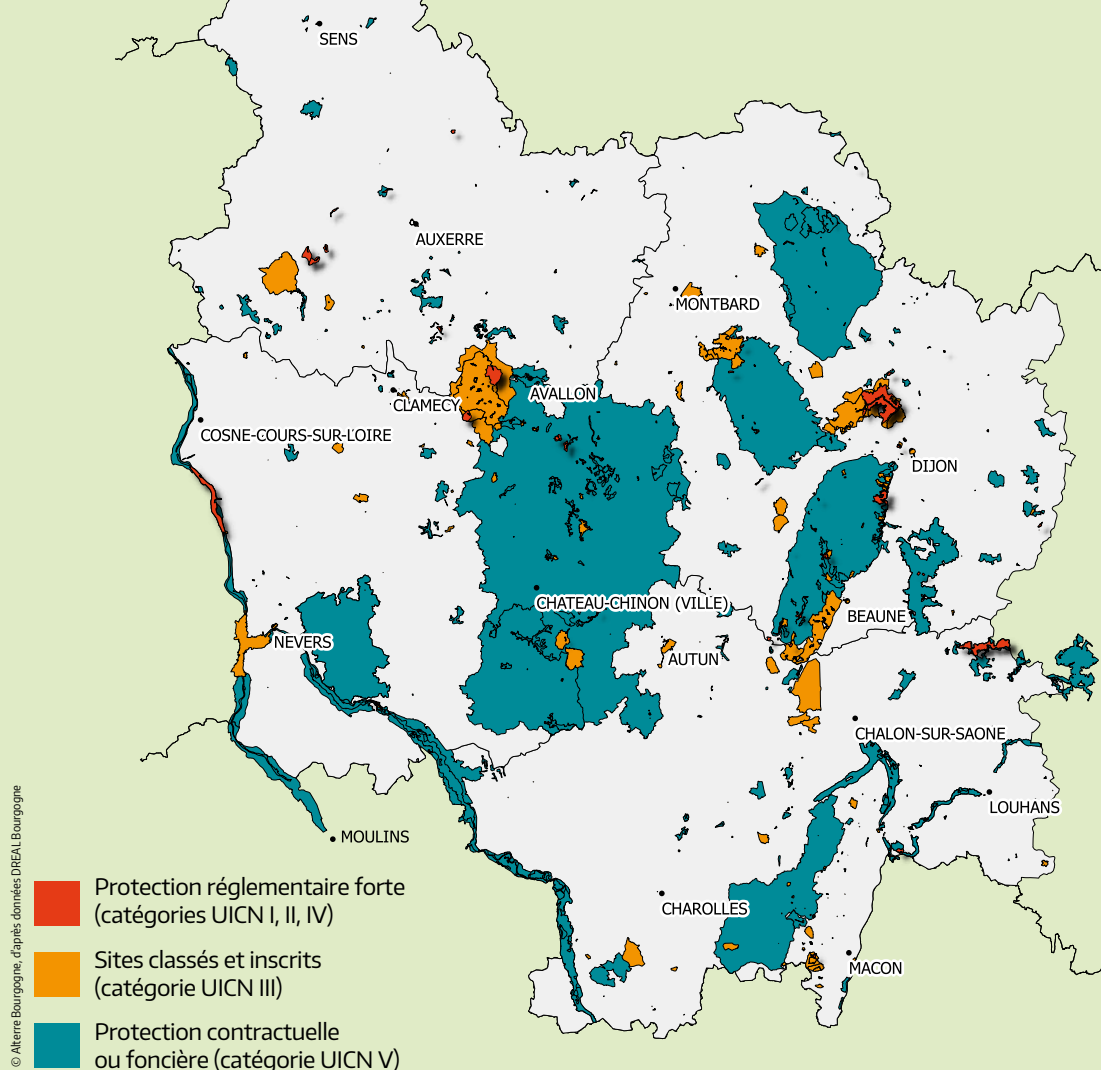 SENS
AUXERRE
MONTBARD
AVALLON
CLAMECY
COSNE-COURS-SUR-LOIRE
DIJON
CHATEAU-CHINON (VILLE)
BEAUNE
NEVERS
AUTUN
CHALON-SUR-SAONE
LOUHANS
MOULINS
CHAROLLES
MACON
Protection réglementaire forte
(catégories UICN I, II, IV)
Sites classés et inscrits
(catégorie UICN III)
Protection contractuelle
ou foncière (catégorie UICN V)
© Alterre Bourgogne, d'après données DREAL Bourgogne